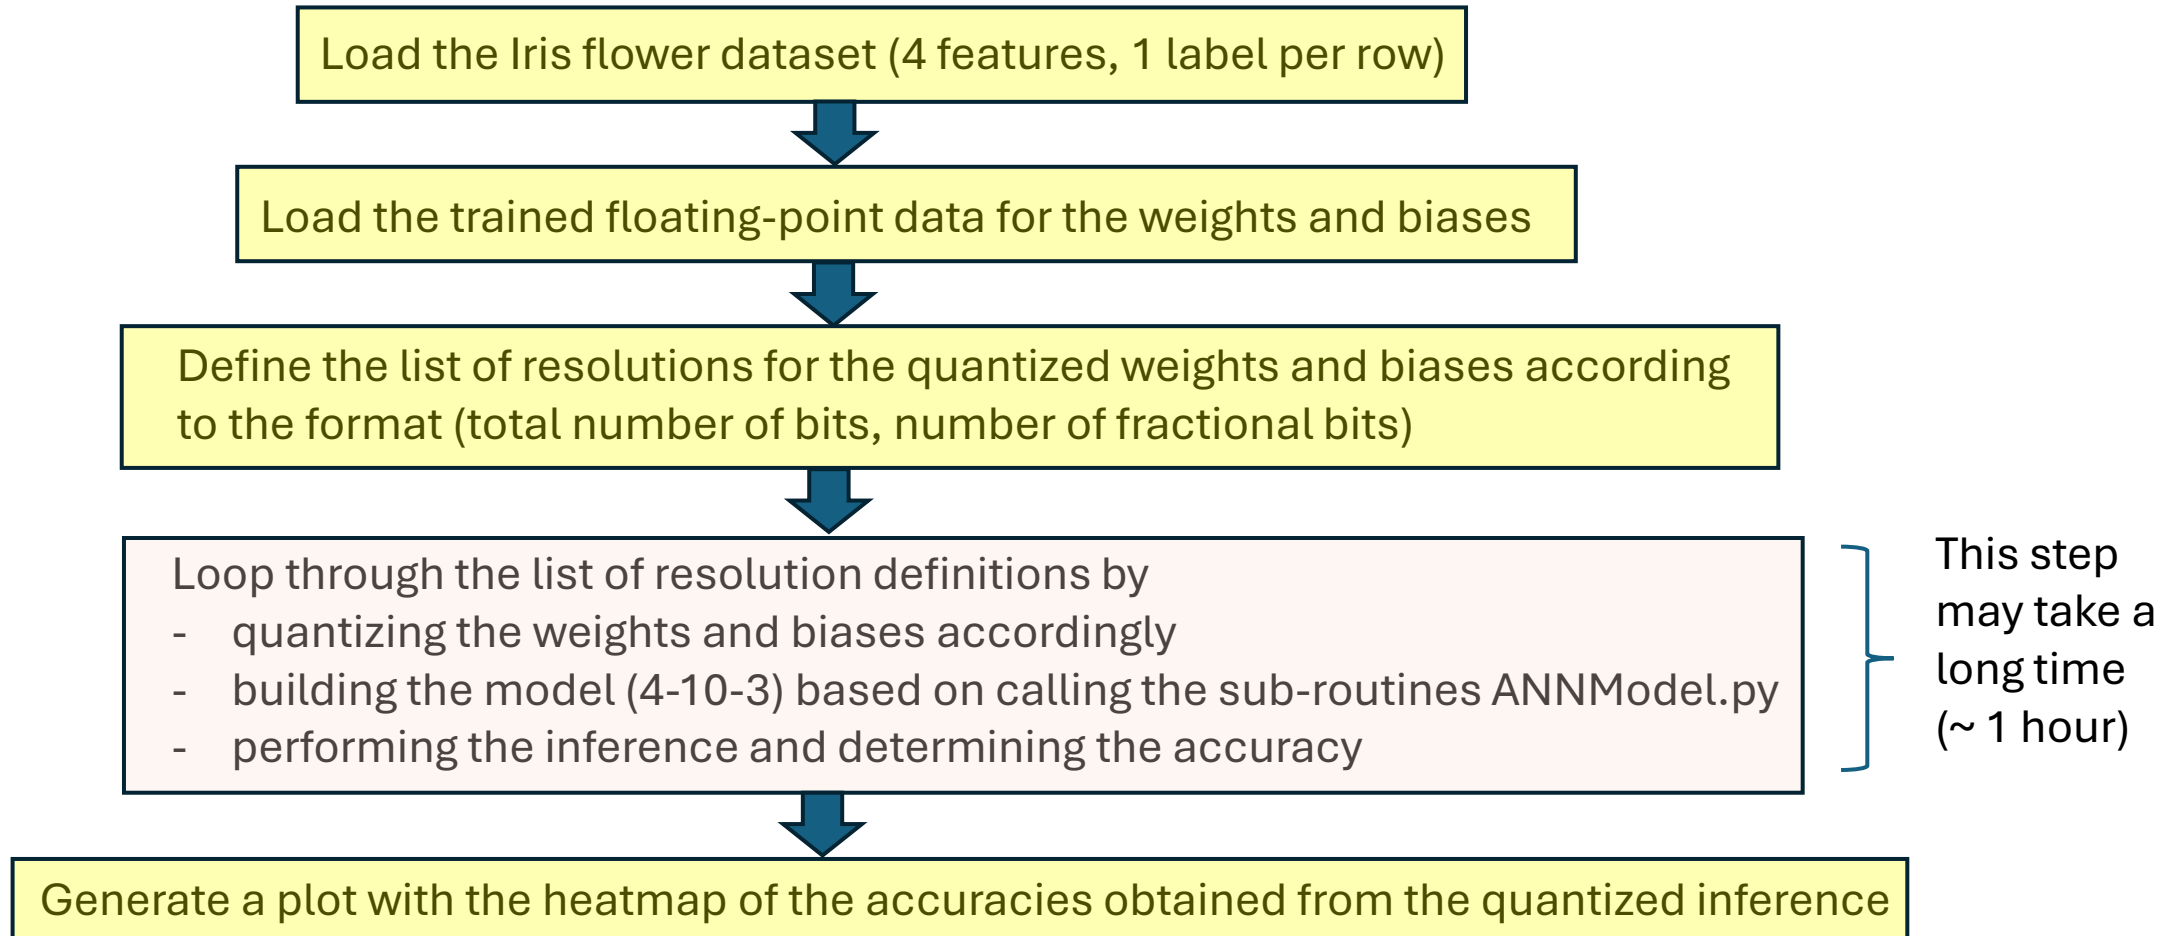 Load the Iris flower dataset (4 features, 1 label per row)
Load the trained floating-point data for the weights and biases
Define the list of resolutions for the quantized weights and biases according
to the format (total number of bits, number of fractional bits)
Loop through the list of resolution definitions by
- quantizing the weights and biases accordingly
- building the model (4-10-3) based on calling the sub-routines ANNModel.py
- performing the inference and determining the accuracy
This step
may take a
long time
(~ 1 hour)
Generate a plot with the heatmap of the accuracies obtained from the quantized inference